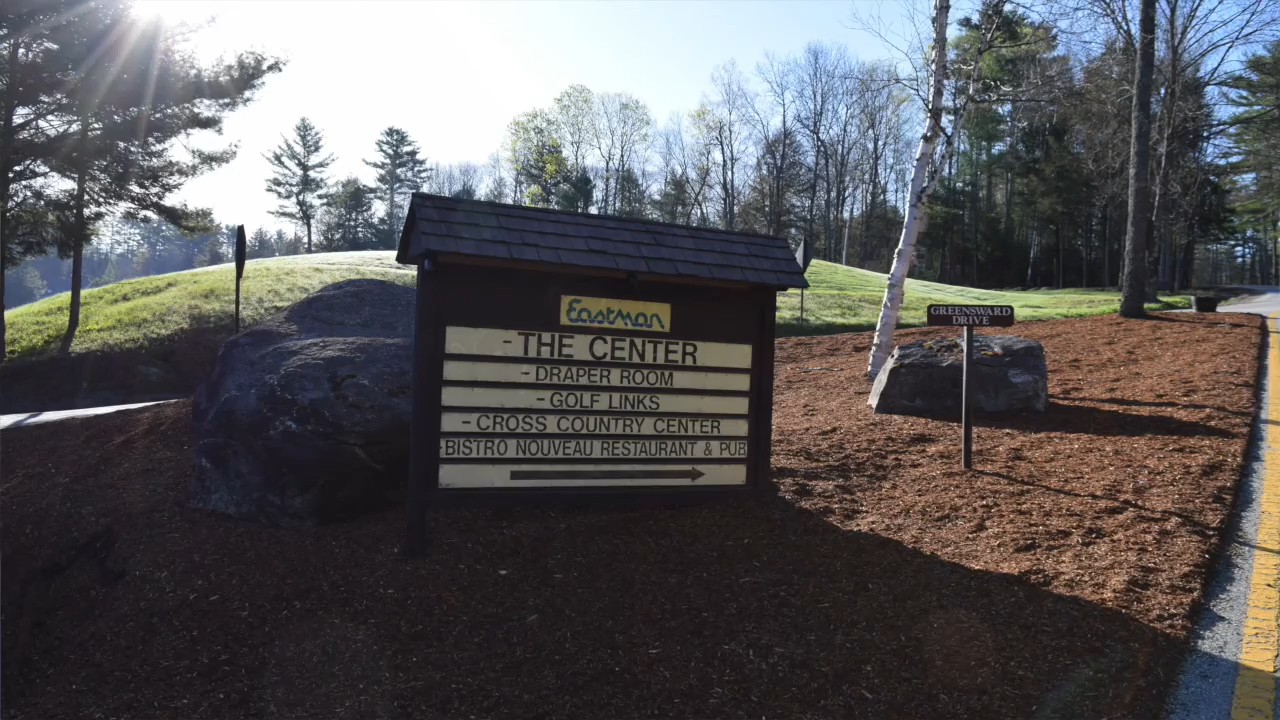 Eastman
-THE CENTER
-DRAPER ROOM
-GOLF LINKS
-CROSS COUNTRY CENTER
-BISTRO NOUVEAU RESTAURANT & PUB
GREENSWARD
DRIVE